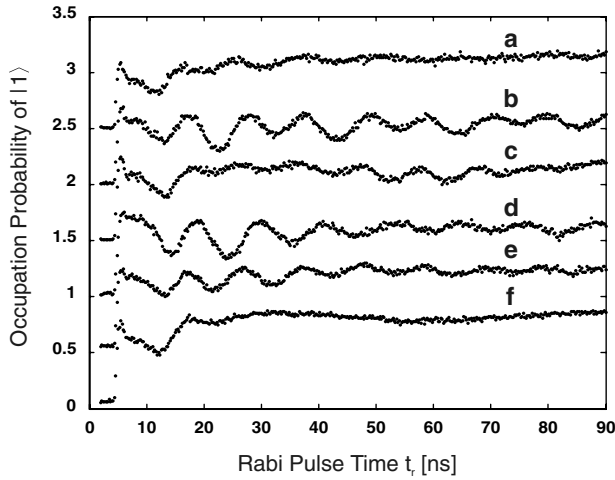 3.5
3
2.5
2
1.5
1
0.5
0
Occupation Probability of |1⟩
a
b
c
d
e
f
0 10 20 30 40 50 60 70 80 90
Rabi Pulse Time tᵣ [ns]